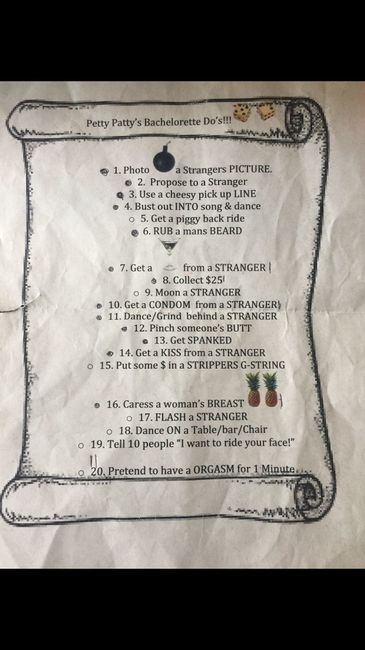 Petty Patty's Bachelorette Do's!!!
1. Photo a Strangers PICTURE.
2. Propose to a Stranger
3. Use a cheesy pick up LINE
4. Bust out INTO song & dance
5. Get a piggy back ride
6. RUB a mans BEARD
7. Get a from a STRANGER
8. Collect $25
9. Moon a STRANGER
10. Get a CONDOM from a STRANGER)
11. Dance/Grind behind a STRANGER
12. Pinch someone's BUTT
13. Get SPANKED
14. Get a KISS from a STRANGER
15. Put some $ in a STRIPPERS G-STRING
16. Caress a woman's BREAST
17. FLASH a STRANGER
18. Dance ON a Table/bar/Chair
19. Tell 10 people "I want to ride your face!"
20. Pretend to have a ORGASM for 1 Minute